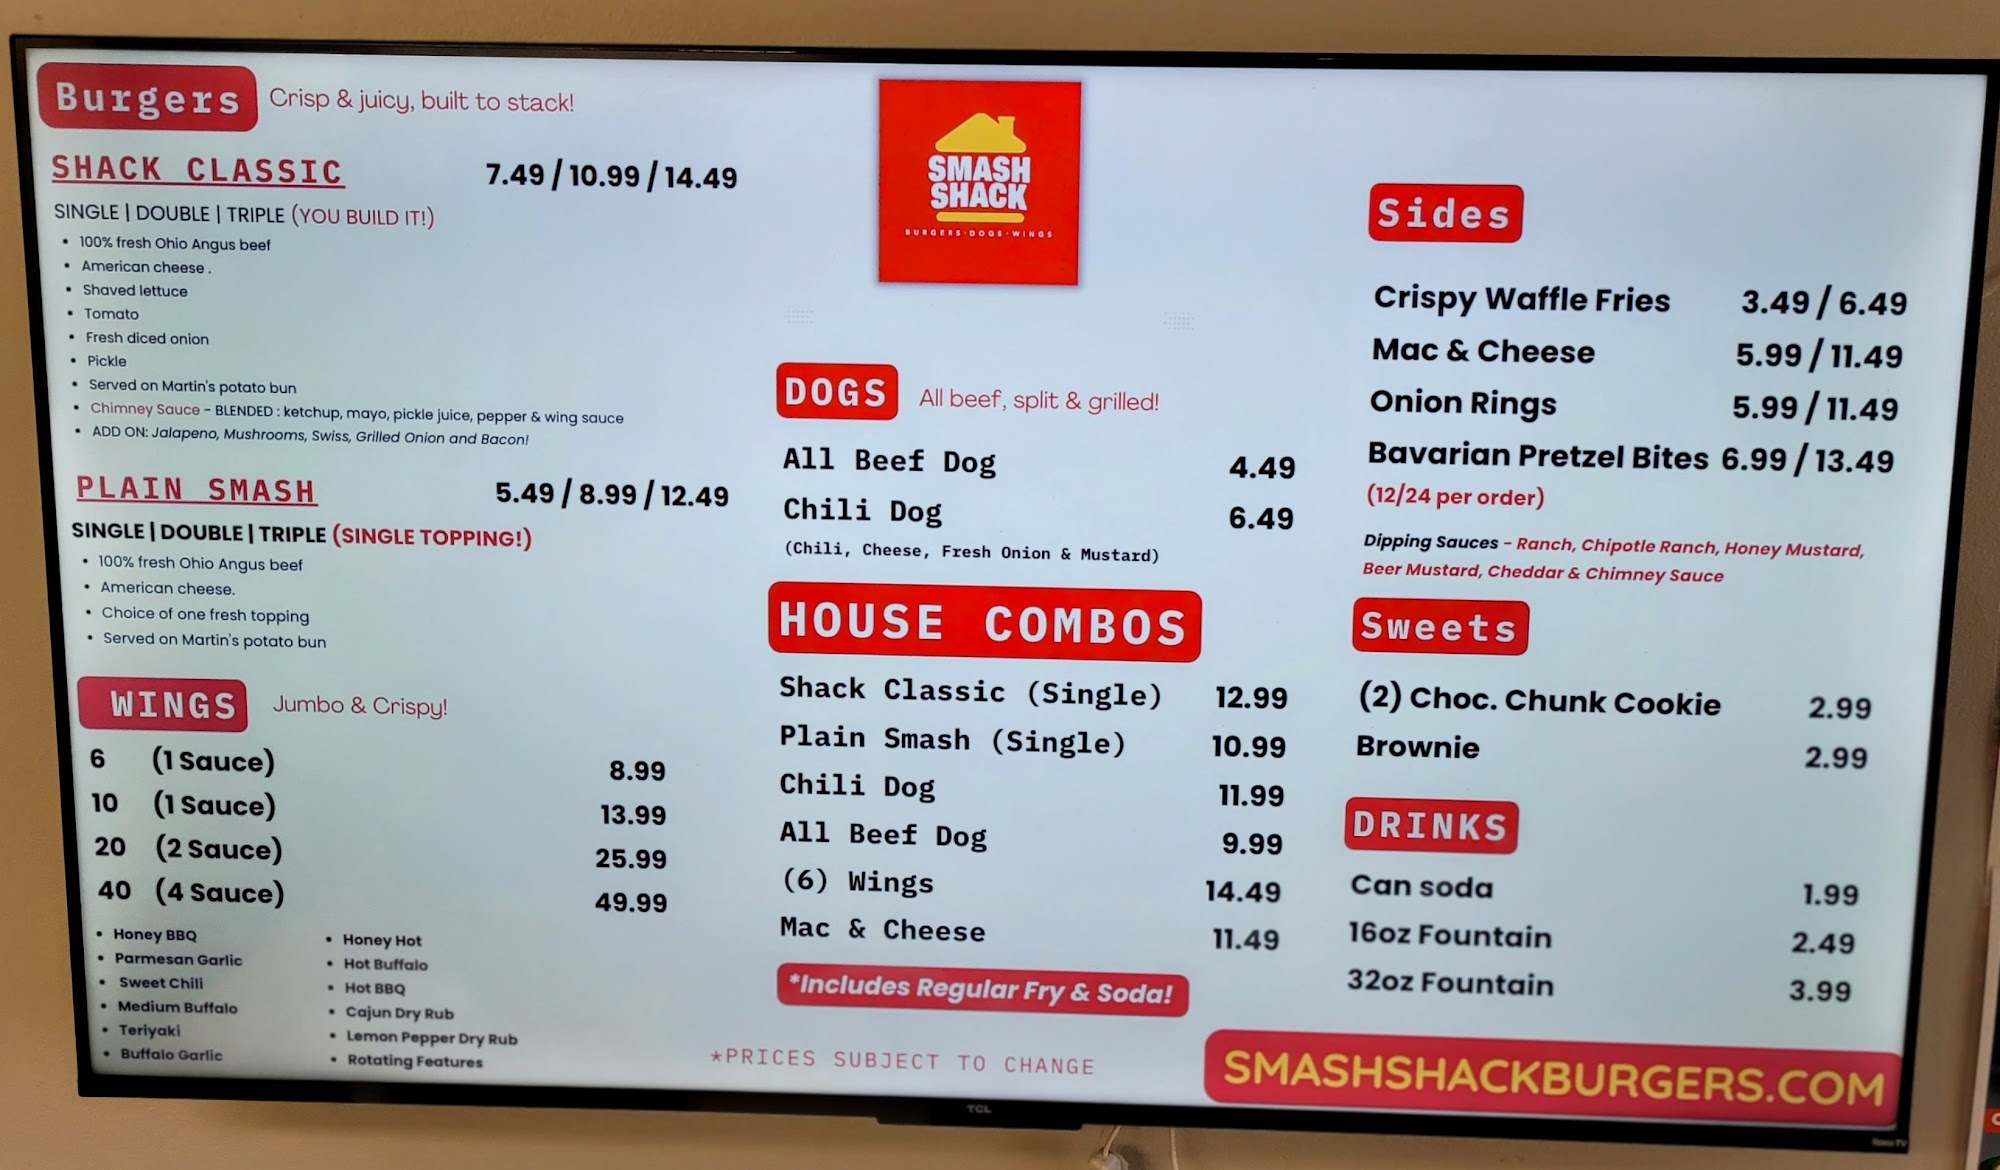 Burgers Crisp & juicy, built to stack!
SHACK CLASSIC 7.49 / 10.99 / 14.49
SINGLE | DOUBLE | TRIPLE (YOU BUILD IT!)
• 100% fresh Ohio Angus beef
• American cheese .
• Shaved lettuce
• Tomato
• Fresh diced onion
• Pickle
• Served on Martin's potato bun
• Chimney Sauce - BLENDED : ketchup, mayo, pickle juice, pepper & wing sauce
• ADD ON: Jalapeno, Mushrooms, Swiss, Grilled Onion and Bacon!
PLAIN SMASH 5.49 / 8.99 / 12.49
SINGLE | DOUBLE | TRIPLE (SINGLE TOPPING!)
• 100% fresh Ohio Angus beef
• American cheese.
• Choice of one fresh topping
• Served on Martin's potato bun
WINGS Jumbo & Crispy!
6 (1 Sauce) 8.99
10 (1 Sauce) 13.99
20 (2 Sauce) 25.99
40 (4 Sauce) 49.99
• Honey BBQ
• Parmesan Garlic
• Sweet Chili
• Medium Buffalo
• Teriyaki
• Buffalo Garlic
• Honey Hot
• Hot Buffalo
• Hot BBQ
• Cajun Dry Rub
• Lemon Pepper Dry Rub
• Rotating Features
SMASH
SHACK
BURGERS·DOGS·WINGS
DOGS All beef, split & grilled!
All Beef Dog 4.49
Chili Dog 6.49
(Chili, Cheese, Fresh Onion & Mustard)
HOUSE COMBOS
Shack Classic (Single) 12.99
Plain Smash (Single) 10.99
Chili Dog 11.99
All Beef Dog 9.99
(6) Wings 14.49
Mac & Cheese 11.49
*Includes Regular Fry & Soda!
*PRICES SUBJECT TO CHANGE
Sides
Crispy Waffle Fries 3.49 / 6.49
Mac & Cheese 5.99 / 11.49
Onion Rings 5.99 / 11.49
Bavarian Pretzel Bites 6.99 / 13.49
(12/24 per order)
Dipping Sauces - Ranch, Chipotle Ranch, Honey Mustard,
Beer Mustard, Cheddar & Chimney Sauce
Sweets
(2) Choc. Chunk Cookie 2.99
Brownie 2.99
DRINKS
Can soda 1.99
16oz Fountain 2.49
32oz Fountain 3.99
SMASHSHACKBURGERS.COM
TCL
Roku TV